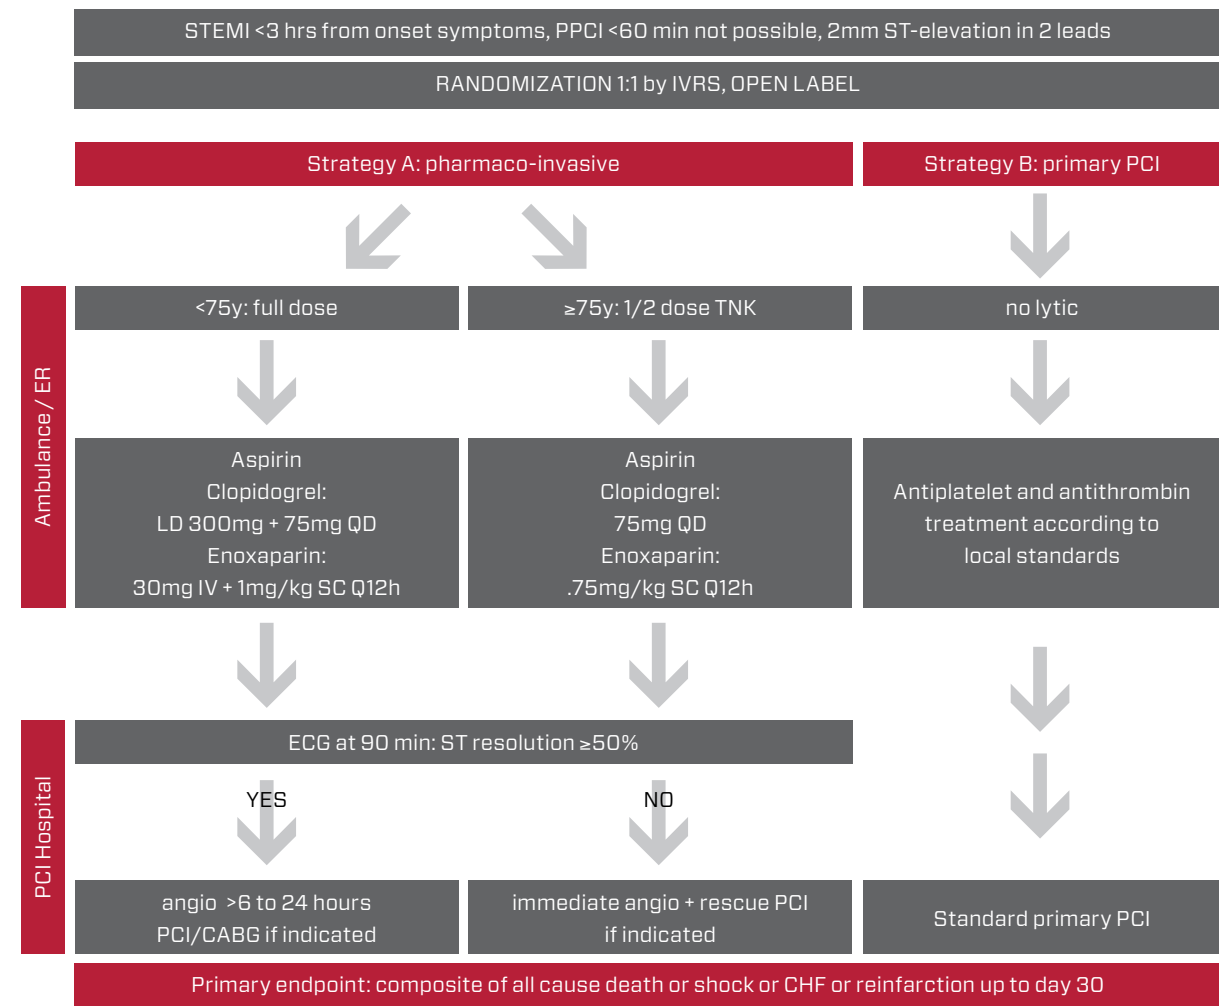 STEMI <3 hrs from onset symptoms, PPCI <60 min not possible, 2mm ST-elevation in 2 leads
RANDOMIZATION 1:1 by IVRS, OPEN LABEL
Strategy A: pharmaco-invasive
Strategy B: primary PCI
Ambulance / ER
<75y: full dose
≥75y: 1/2 dose TNK
no lytic
Aspirin
Clopidogrel:
LD 300mg + 75mg QD
Enoxaparin:
30mg IV + 1mg/kg SC Q12h
Aspirin
Clopidogrel:
75mg QD
Enoxaparin:
.75mg/kg SC Q12h
Antiplatelet and antithrombin
treatment according to
local standards
PCI Hospital
ECG at 90 min: ST resolution ≥50%
YES
NO
angio >6 to 24 hours
PCI/CABG if indicated
immediate angio + rescue PCI
if indicated
Standard primary PCI
Primary endpoint: composite of all cause death or shock or CHF or reinfarction up to day 30